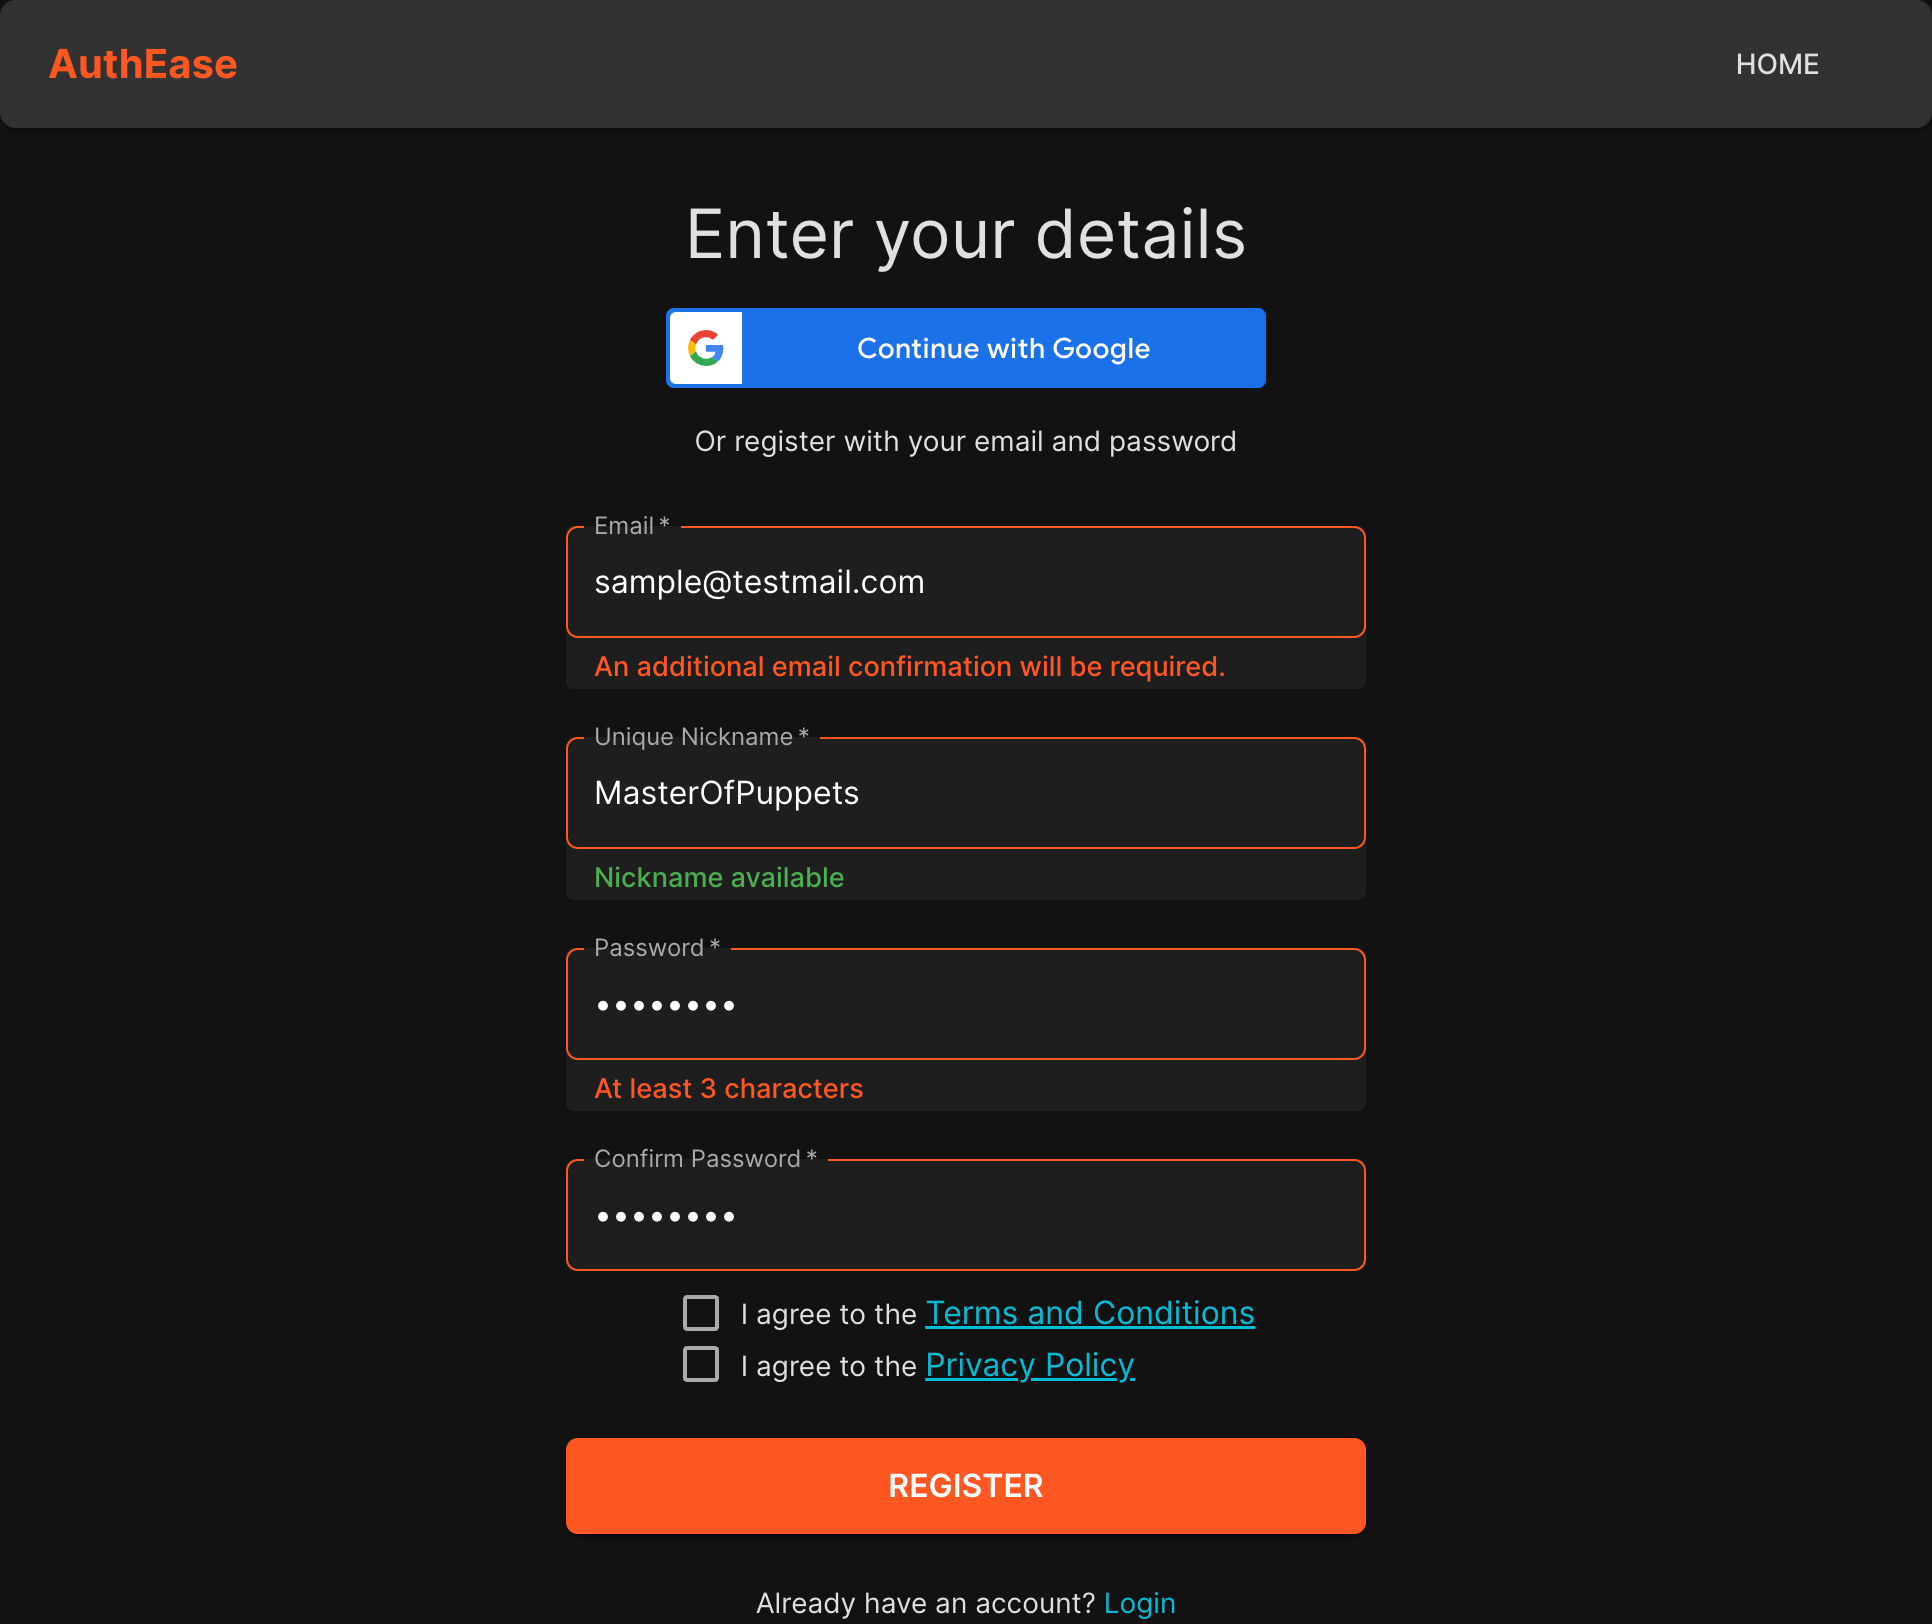 AuthEase
HOME
Enter your details
Continue with Google
Or register with your email and password
Email *
sample@testmail.com
An additional email confirmation will be required.
Unique Nickname *
MasterOfPuppets
Nickname available
Password *
••••••••
At least 3 characters
Confirm Password *
••••••••
I agree to the Terms and Conditions
I agree to the Privacy Policy
REGISTER
Already have an account? Login